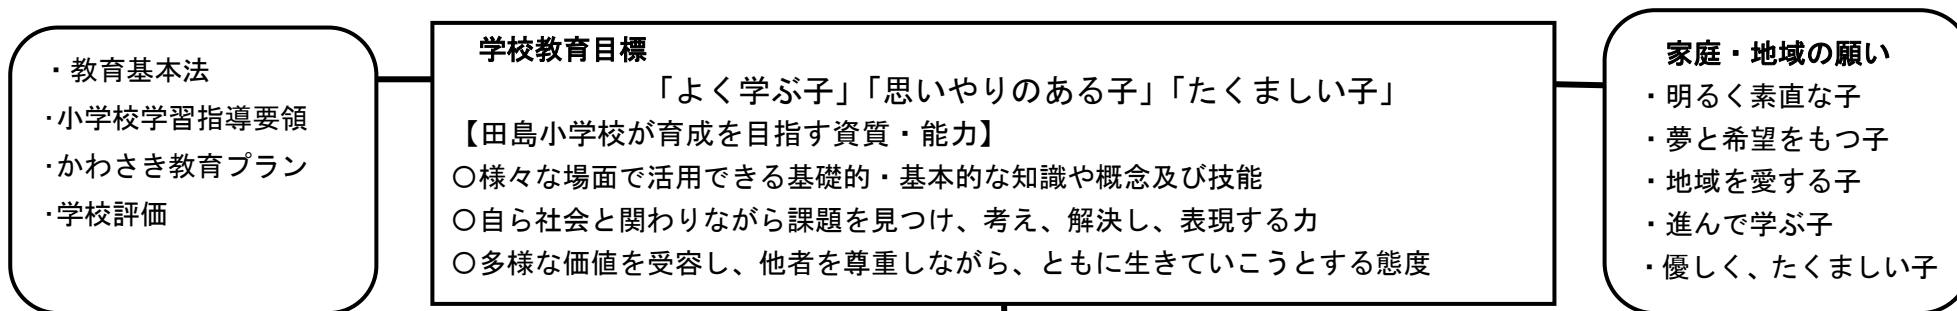 ・教育基本法
･小学校学習指導要領
･かわさき教育プラン
･学校評価
学校教育目標
「よく学ぶ子」「思いやりのある子」「たくましい子」
【田島小学校が育成を目指す資質・能力】
〇様々な場面で活用できる基礎的・基本的な知識や概念及び技能
〇自ら社会と関わりながら課題を見つけ、考え、解決し、表現する力
〇多様な価値を受容し、他者を尊重しながら、ともに生きていこうとする態度
家庭・地域の願い
・明るく素直な子
・夢と希望をもつ子
・地域を愛する子
・進んで学ぶ子
・優しく、たくましい子